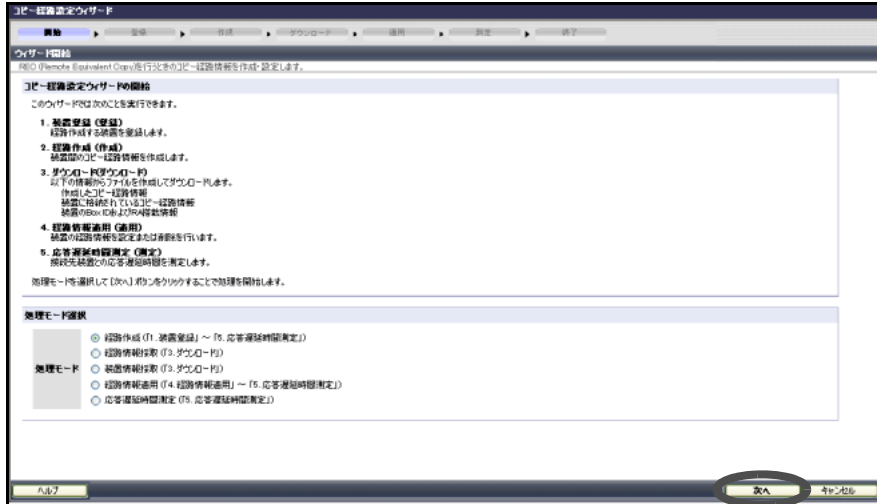 コピー経路設定ウィザード
開始 登録 作成 ダウンロード 適用 測定 終了
ウィザード開始
REC (Remote Equivalent Copy)を行うときのコピー経路情報を作成・設定します。
コピー経路設定ウィザードの開始
このウィザードでは次のことを実行できます。
1. 装置登録 (登録)
経路作成する装置を登録します。
2. 経路作成 (作成)
装置間のコピー経路情報を作成します。
3. ダウンロード(ダウンロード)
以下の情報からファイルを作成してダウンロードします。
作成したコピー経路情報
装置に格納されているコピー経路情報
装置のBox IDおよびRA搭載情報
4. 経路情報適用 (適用)
装置の経路情報を設定または削除を行います。
5. 応答遅延時間測定 (測定)
接続先装置との応答遅延時間を測定します。
処理モードを選択して [次へ] ボタンをクリックすることで処理を開始します。
処理モード選択
処理モード
経路作成 (「1. 装置登録」 ～ 「5. 応答遅延時間測定」)
経路情報採取 (「3. ダウンロード」)
装置情報採取 (「3. ダウンロード」)
経路情報適用 (「4. 経路情報適用」 ～ 「5. 応答遅延時間測定」)
応答遅延時間測定 (「5. 応答遅延時間測定」)
ヘルプ 次へ キャンセル